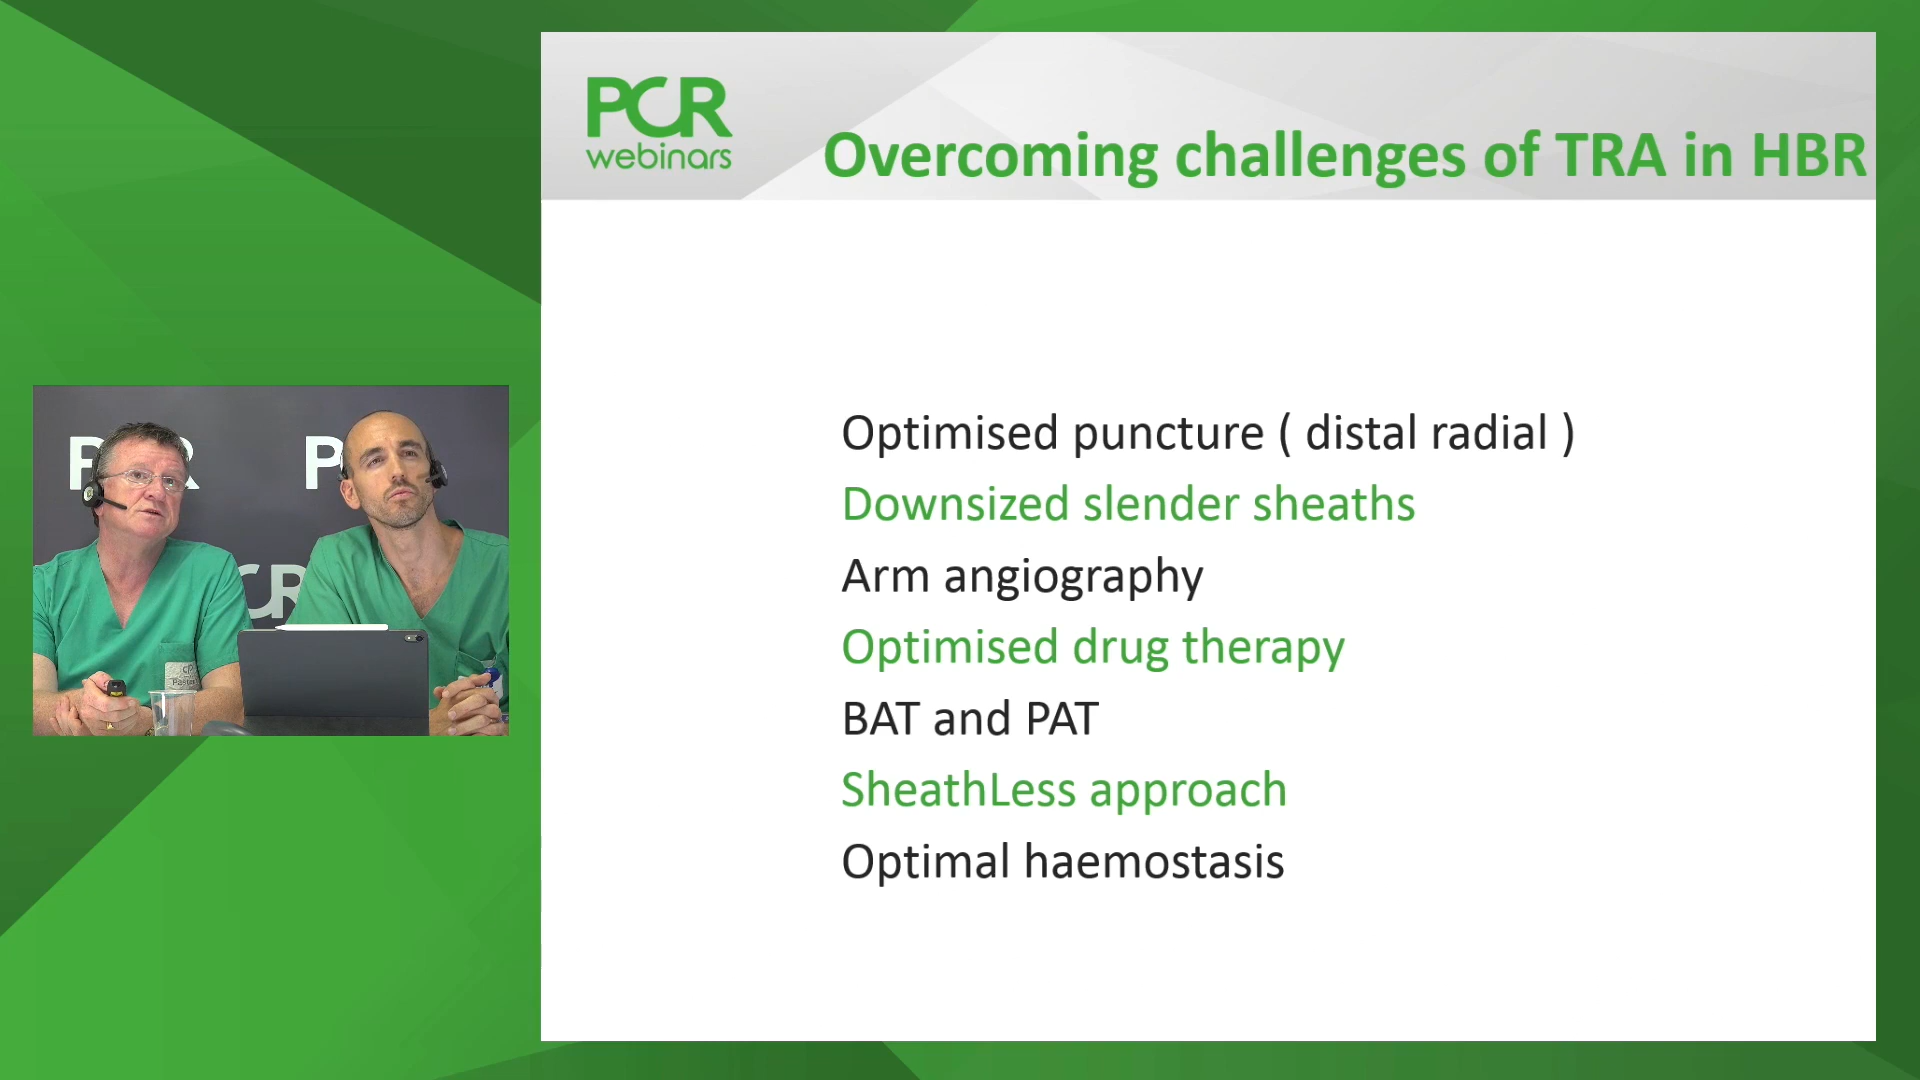 PCR
webinars
Overcoming challenges of TRA in HBR
Optimised puncture ( distal radial )
Downsized slender sheaths
Arm angiography
Optimised drug therapy
BAT and PAT
SheathLess approach
Optimal haemostasis